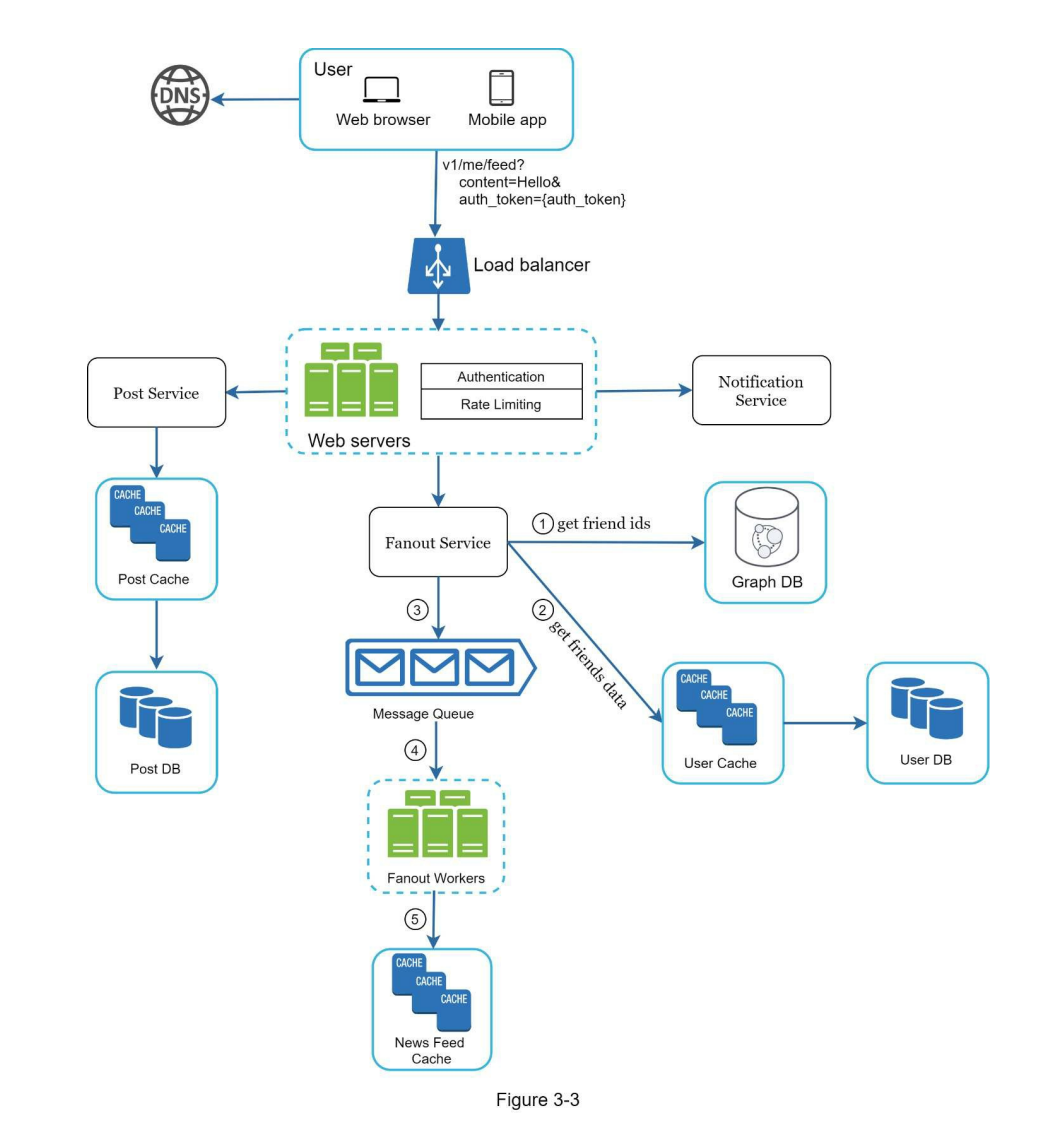 User
DNS
Web browser
Mobile app
v1/me/feed?
content=Hello&
auth_token={auth_token}
Load balancer
Post Service
Authentication
Rate Limiting
Web servers
Notification
Service
CACHE
CACHE
CACHE
Post Cache
Fanout Service
1 get friend ids
Graph DB
2 get friends data
3
Message Queue
Post DB
CACHE
CACHE
CACHE
User Cache
User DB
4
Fanout Workers
5
CACHE
CACHE
CACHE
News Feed
Cache
Figure 3-3